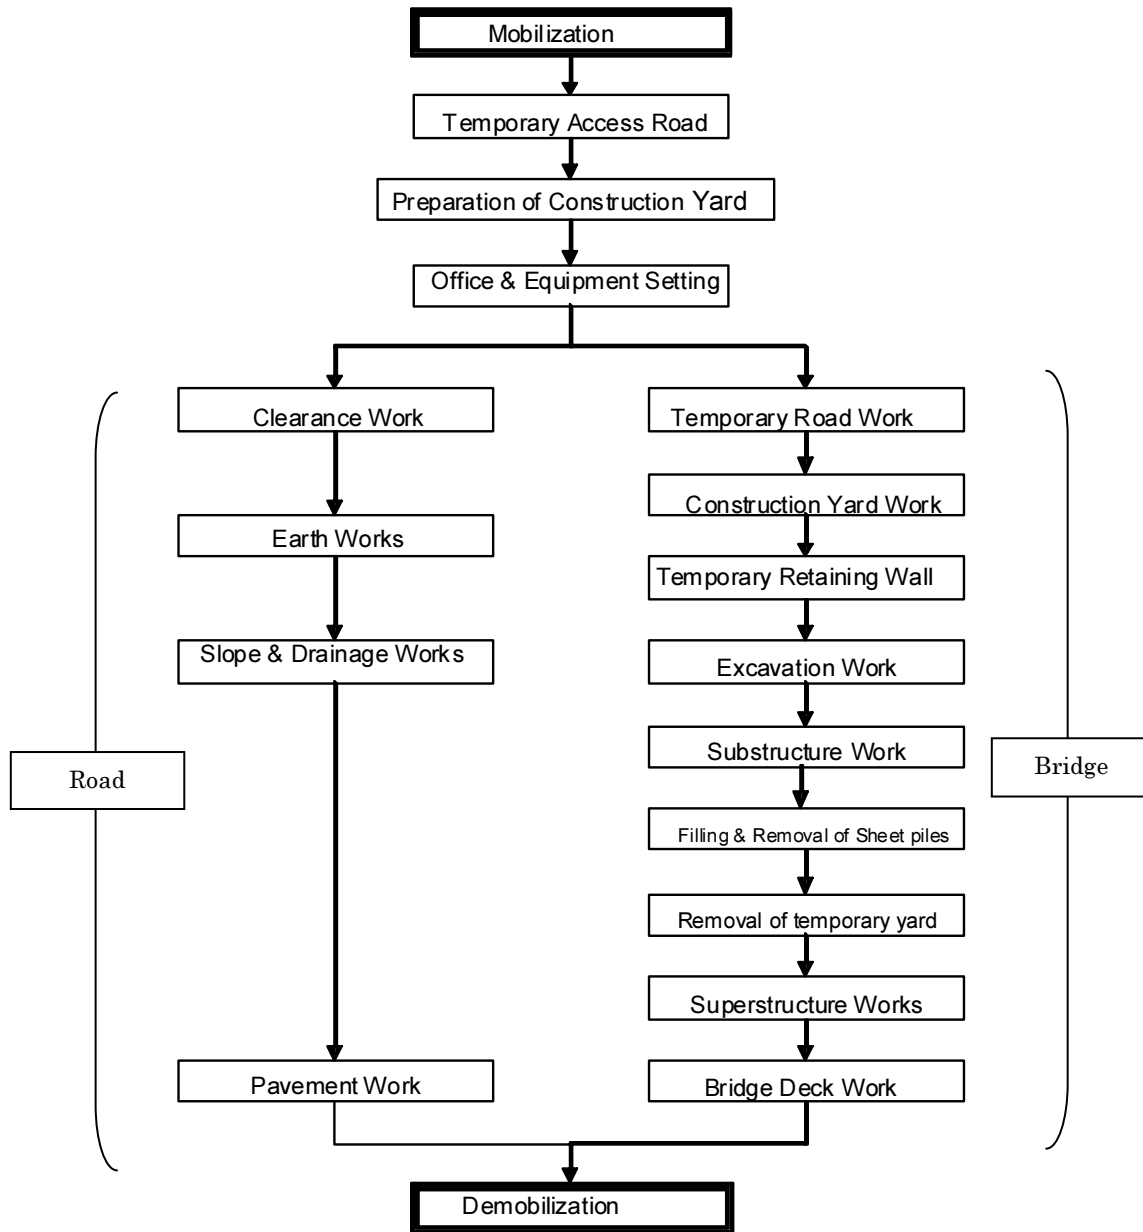 Mobilization
Temporary Access Road
Preparation of Construction Yard
Office & Equipment Setting
Clearance Work
Earth Works
Slope & Drainage Works
Pavement Work
Road
Temporary Road Work
Construction Yard Work
Temporary Retaining Wall
Excavation Work
Substructure Work
Filling & Removal of Sheet piles
Removal of temporary yard
Superstructure Works
Bridge Deck Work
Bridge
Demobilization